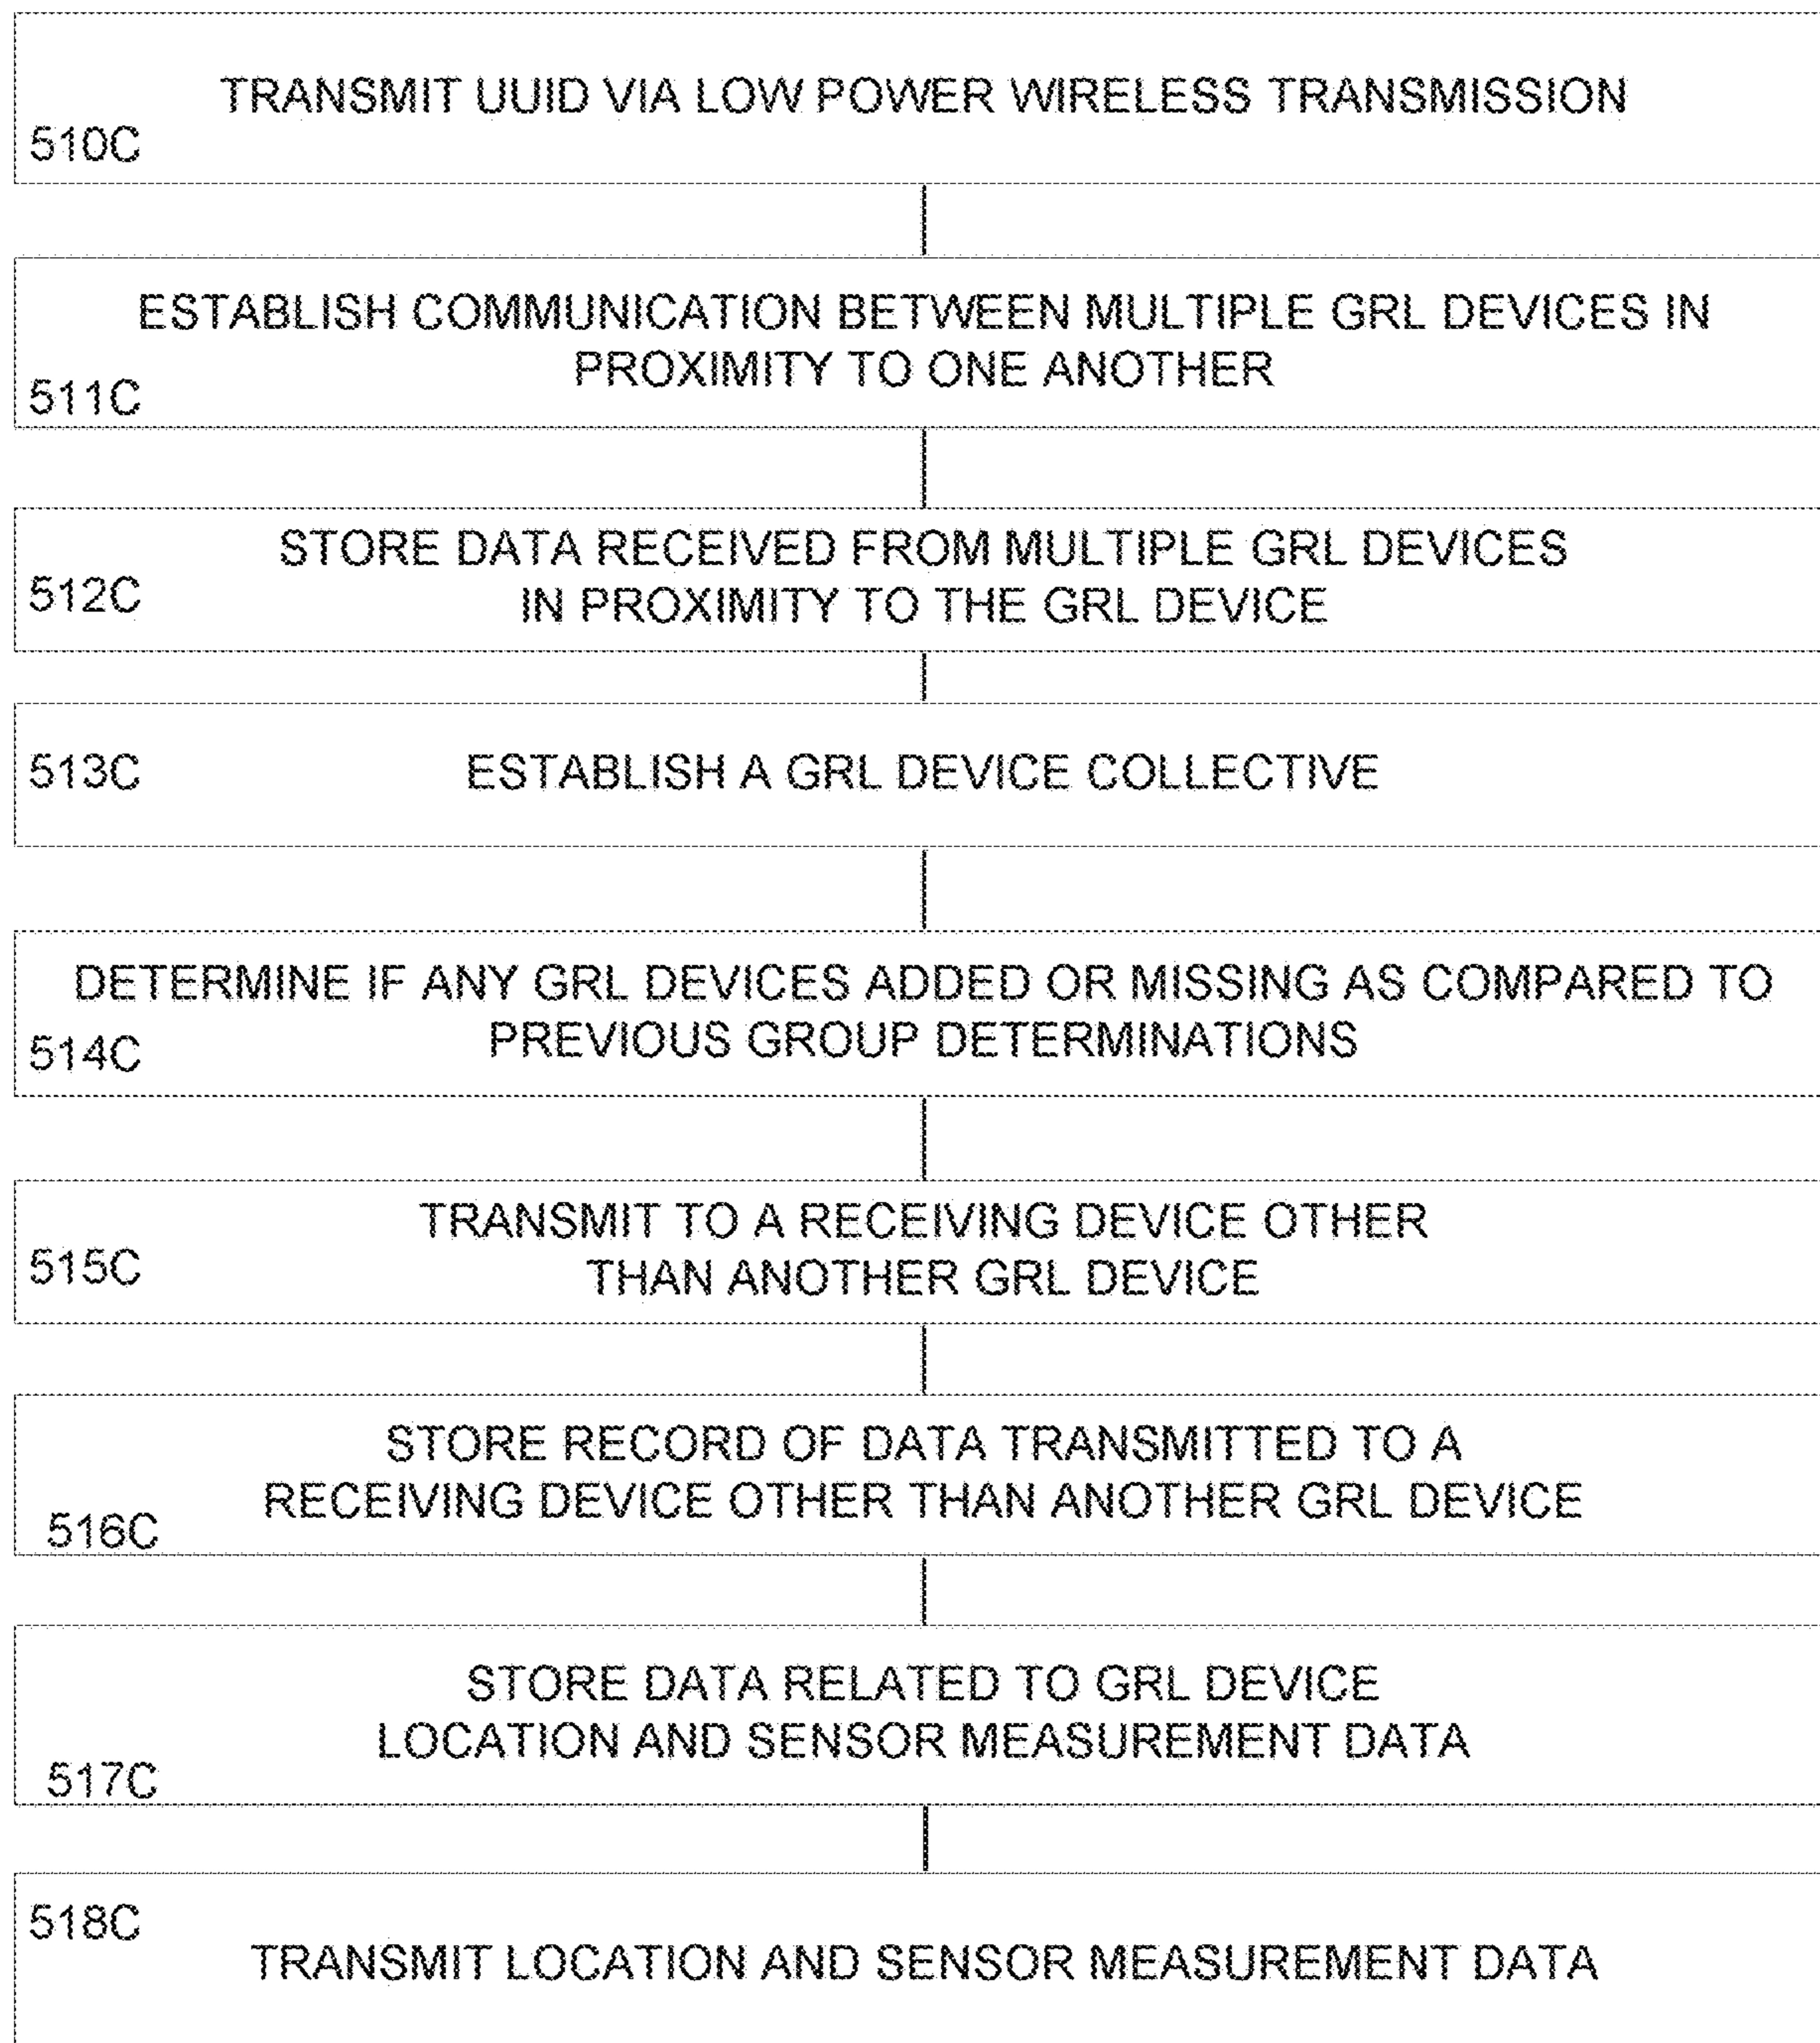 TRANSMIT UUID VIA LOW POWER WIRELESS TRANSMISSION
510C
ESTABLISH COMMUNICATION BETWEEN MULTIPLE GRL DEVICES IN
PROXIMITY TO ONE ANOTHER
511C
STORE DATA RECEIVED FROM MULTIPLE GRL DEVICES
512C
IN PROXIMITY TO THE GRL DEVICE
513C ESTABLISH A GRL DEVICE COLLECTIVE
DETERMINE IF ANY GRL DEVICES ADDED OR MISSING AS COMPARED TO
PREVIOUS GROUP DETERMINATIONS
514C
TRANSMIT TO A RECEIVING DEVICE OTHER
515C
THAN ANOTHER GRL DEVICE
STORE RECORD OF DATA TRANSMITTED TO A
RECEIVING DEVICE OTHER THAN ANOTHER GRL DEVICE
516C
STORE DATA RELATED TO GRL DEVICE
LOCATION AND SENSOR MEASUREMENT DATA
517C
518C
TRANSMIT LOCATION AND SENSOR MEASUREMENT DATA